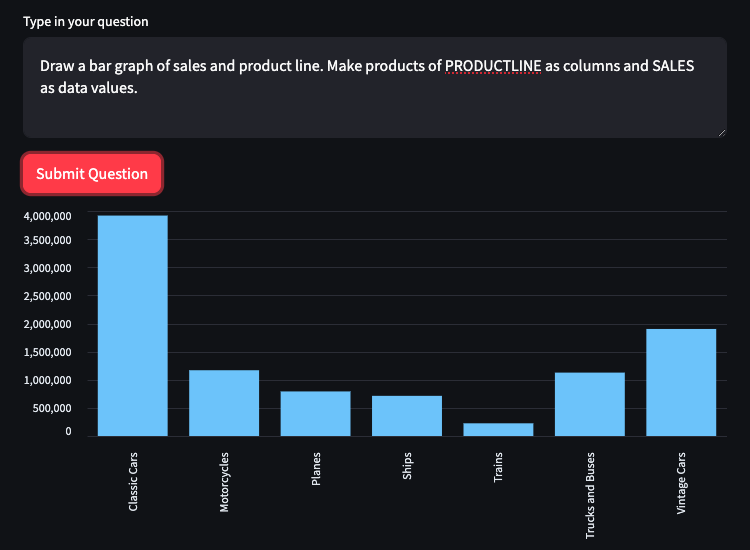 Type in your question
Draw a bar graph of sales and product line. Make products of PRODUCTLINE as columns and SALES
as data values.
Submit Question
4,000,000
3,500,000
3,000,000
2,500,000
2,000,000
1,500,000
1,000,000
500,000
0
Classic Cars
Motorcycles
Planes
Ships
Trains
Trucks and Buses
Vintage Cars